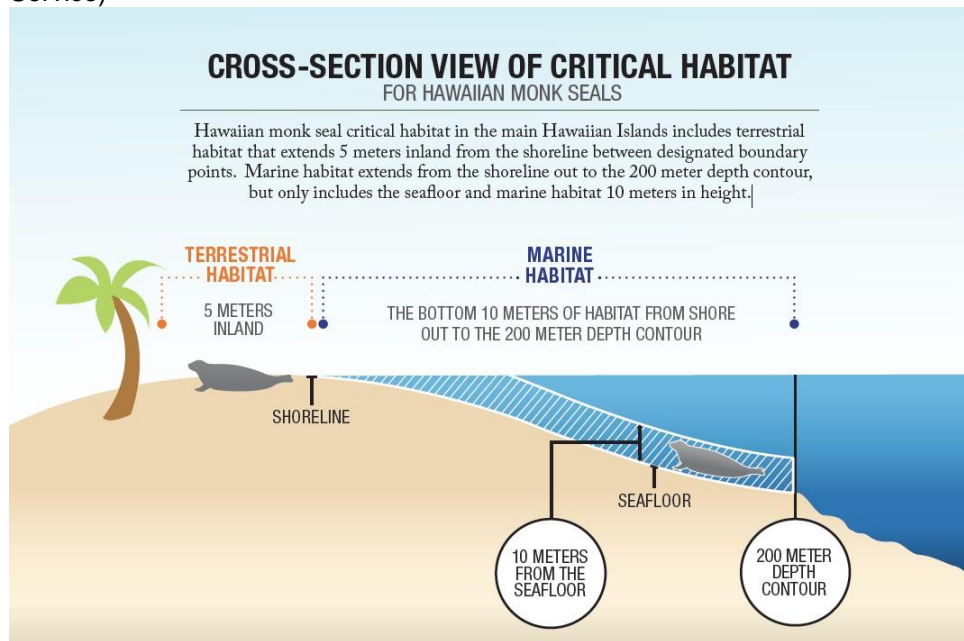 CROSS-SECTION VIEW OF CRITICAL HABITAT
FOR HAWAIIAN MONK SEALS
Hawaiian monk seal critical habitat in the main Hawaiian Islands includes terrestrial
habitat that extends 5 meters inland from the shoreline between designated boundary
points. Marine habitat extends from the shoreline out to the 200 meter depth contour,
but only includes the seafloor and marine habitat 10 meters in height.
TERRESTRIAL
HABITAT
MARINE
HABITAT
5 METERS
INLAND
THE BOTTOM 10 METERS OF HABITAT FROM SHORE
OUT TO THE 200 METER DEPTH CONTOUR
SHORELINE
SEAFLOOR
10 METERS
FROM THE
SEAFLOOR
200 METER
DEPTH
CONTOUR